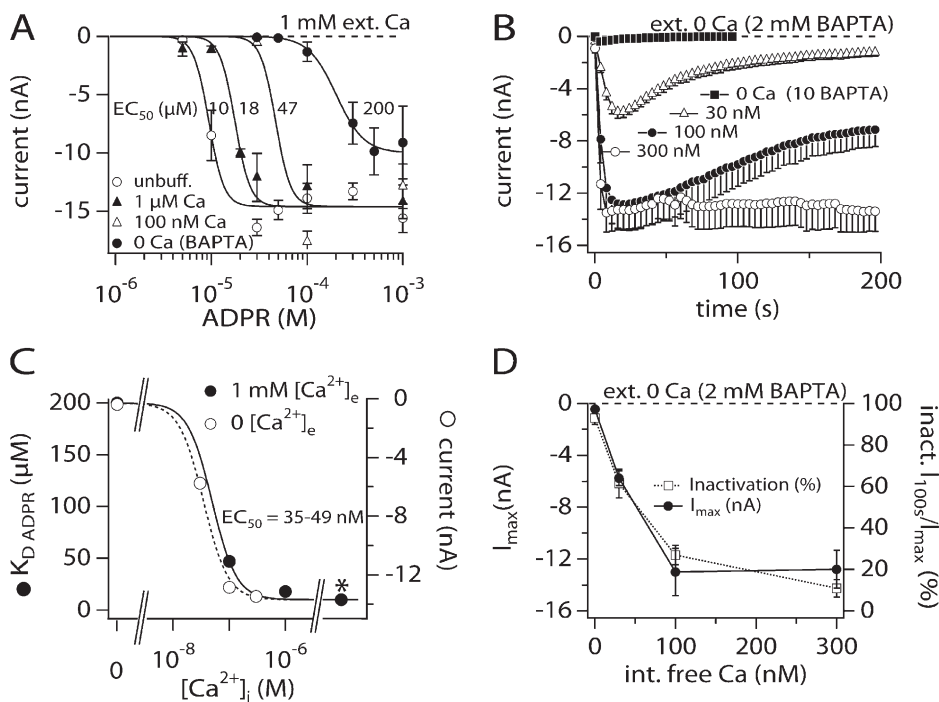 A
1 mM ext. Ca
0
-5
-10
-15
current (nA)
EC50 (µM) 10 18 47 200
unbuff.
1 µM Ca
100 nM Ca
0 Ca (BAPTA)
10-6 10-5 10-4 10-3
ADPR (M)
B
ext. 0 Ca (2 mM BAPTA)
0
-4
-8
-12
-16
current (nA)
0 Ca (10 BAPTA)
30 nM
100 nM
300 nM
0 100 200
time (s)
C
1 mM [Ca2+]e
0 [Ca2+]e
200
150
100
50
0
KD ADPR (µM)
0
-4
-8
-12
current (nA)
EC50 = 35-49 nM
*
0 10-8 10-6
[Ca2+]i (M)
D
ext. 0 Ca (2 mM BAPTA)
0
-4
-8
-12
-16
Imax(nA)
100
80
60
40
20
0
inact. I100s/Imax (%)
Inactivation (%)
Imax (nA)
0 100 200 300
int. free Ca (nM)